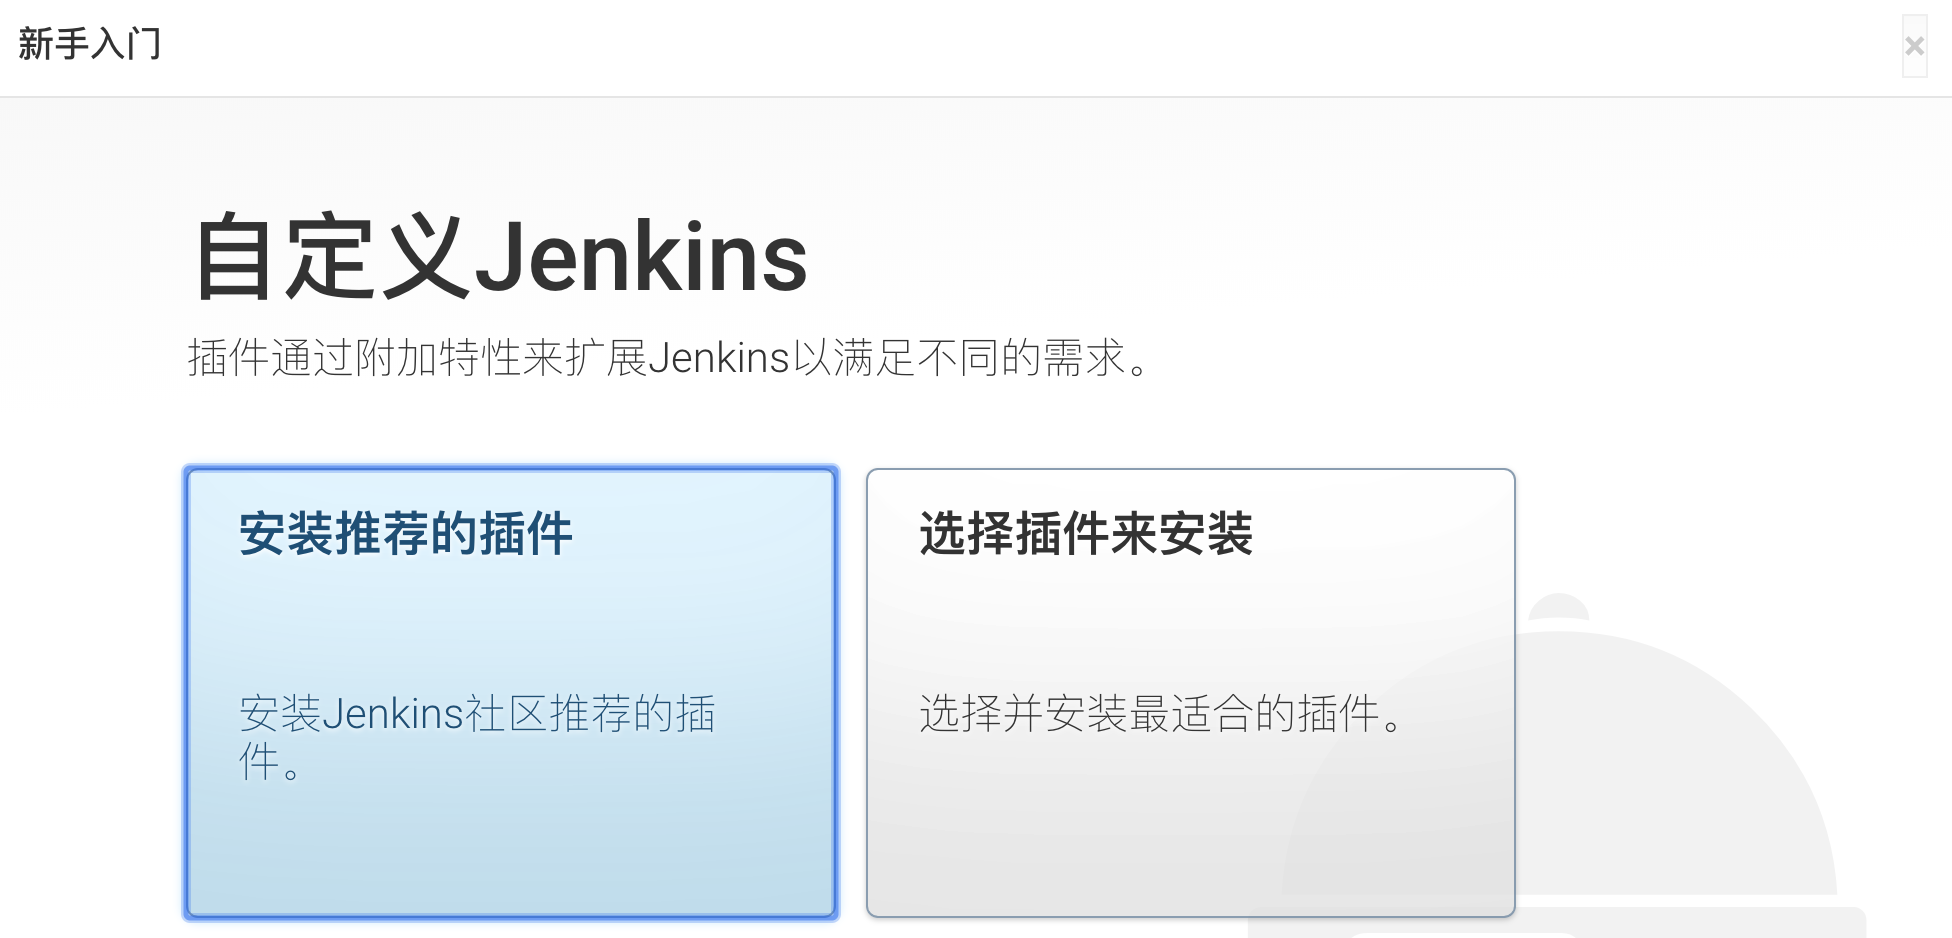 新手入门
自定义Jenkins
插件通过附加特性来扩展Jenkins以满足不同的需求。
安装推荐的插件
安装Jenkins社区推荐的插
件。
选择插件来安装
选择并安装最适合的插件。